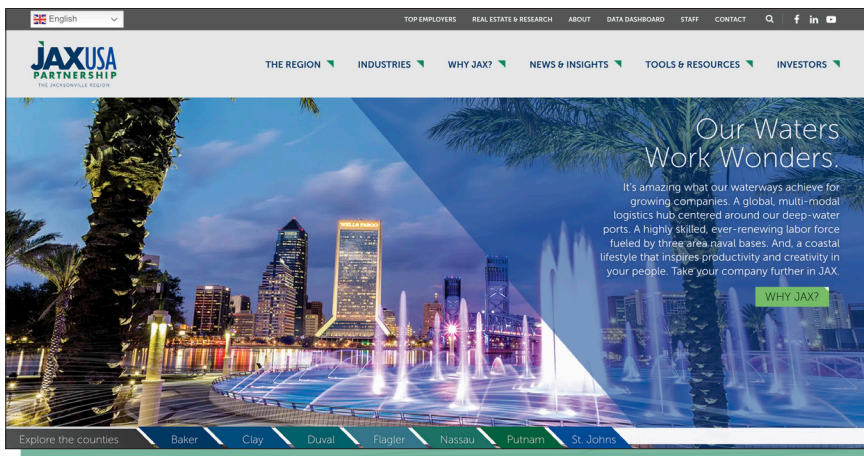 English
TOP EMPLOYERS REAL ESTATE & RESEARCH ABOUT DATA DASHBOARD STAFF CONTACT
JAXUSA
PARTNERSHIP
THE JACKSONVILLE REGION
THE REGION INDUSTRIES WHY JAX? NEWS & INSIGHTS TOOLS & RESOURCES INVESTORS
Our Waters
Work Wonders.
It's amazing what our waterways achieve for
growing companies. A global, multi-modal
logistics hub centered around our deep-water
ports. A highly skilled, ever-renewing labor force
fueled by three area naval bases. And, a coastal
lifestyle that inspires productivity and creativity in
your people. Take your company further in JAX.
WHY JAX?
WELLS FARGO
Explore the counties Baker Clay Duval Flagler Nassau Putnam St. Johns